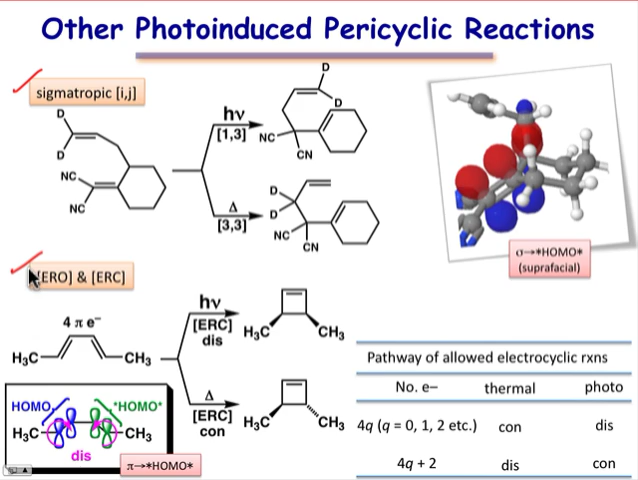 Other Photoinduced Pericyclic Reactions
sigmatropic [i,j]
D
D
NC
NC
hν
[1,3]
D
D
NC
CN
Δ
[3,3]
D
D
NC
CN
σ→*HOMO*
(suprafacial)
[ERO] & [ERC]
4 π e⁻
H₃C
CH₃
hν
[ERC]
dis
H₃C
CH₃
Δ
[ERC]
con
H₃C
CH₃
HOMO
*HOMO*
H₃C
CH₃
dis
π→*HOMO*
Pathway of allowed electrocyclic rxns
No. e– thermal photo
4q (q = 0, 1, 2 etc.) con dis
4q + 2 dis con